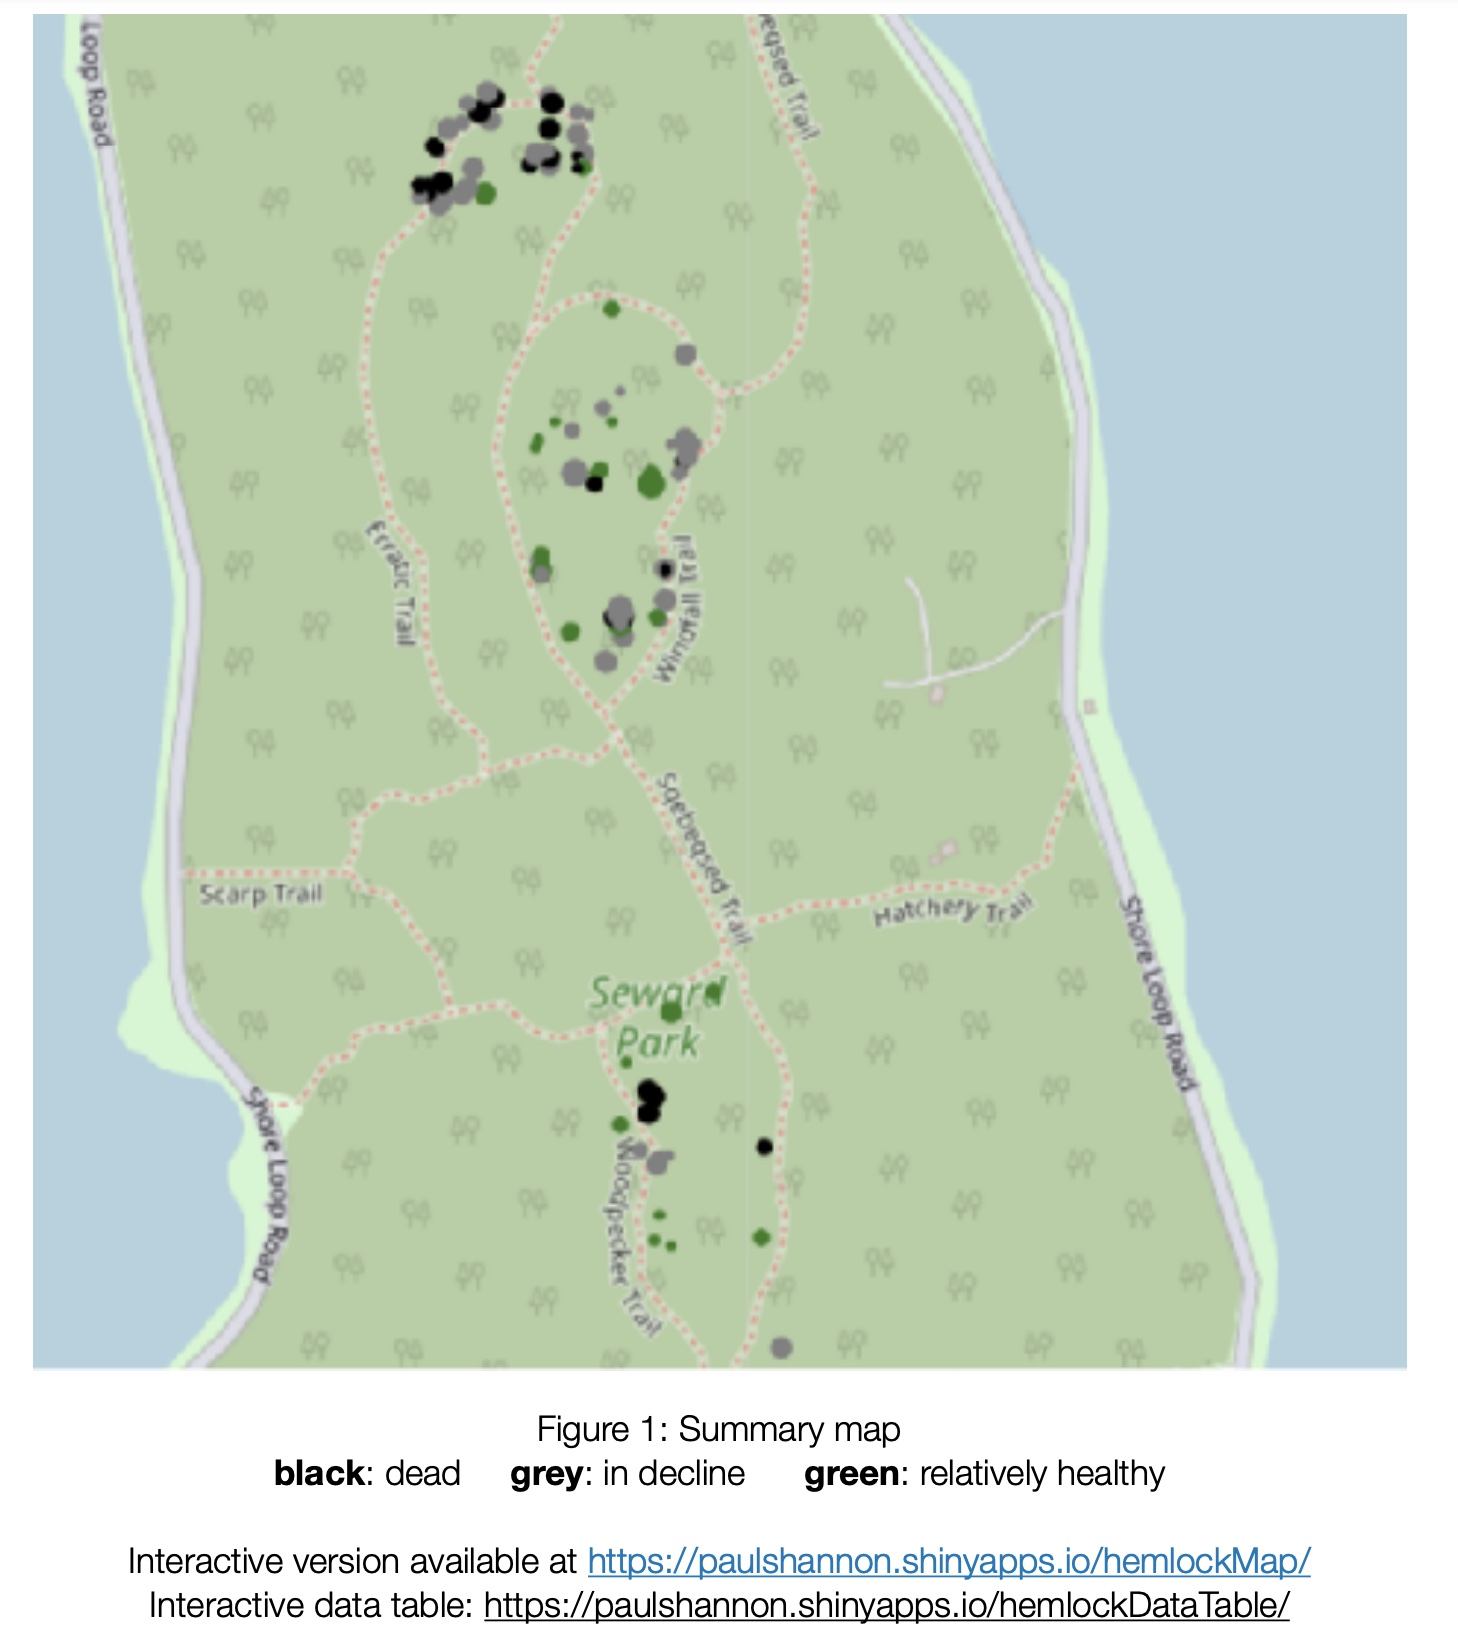 Loop Road
eqsed Trail
Erratic Trail
Windfall Trail
Sqebeqsed Trail
Scarp Trail
Hatchery Trail
Shore Loop Road
Seward
Park
Shore Loop Road
Woodpecker Trail
Figure 1: Summary map
black: dead grey: in decline green: relatively healthy
Interactive version available at https://paulshannon.shinyapps.io/hemlockMap/
Interactive data table: https://paulshannon.shinyapps.io/hemlockDataTable/